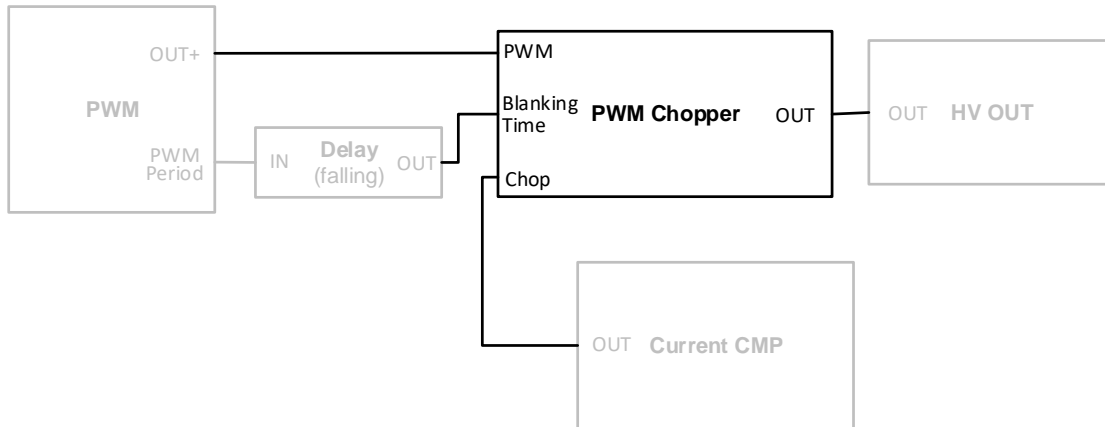 OUT+
PWM
PWM
Period
IN
Delay
(falling)
OUT
PWM
Blanking
Time
PWM Chopper
OUT
Chop
OUT
HV OUT
OUT
Current CMP